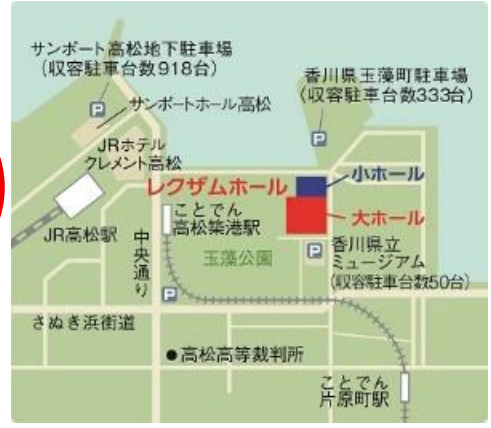 サンポート高松地下駐車場
(収容駐車台数918台)
香川県玉藻町駐車場
(収容駐車台数333台)
P
サンポートホール高松
P
JRホテル
クレメント高松
レクザムホール
小ホール
大ホール
ことでん
高松築港駅
JR高松駅
中央通り
玉藻公園
P
香川県立
ミュージアム
(収容駐車台数50台)
P
さぬき浜街道
●高松高等裁判所
ことでん
片原町駅